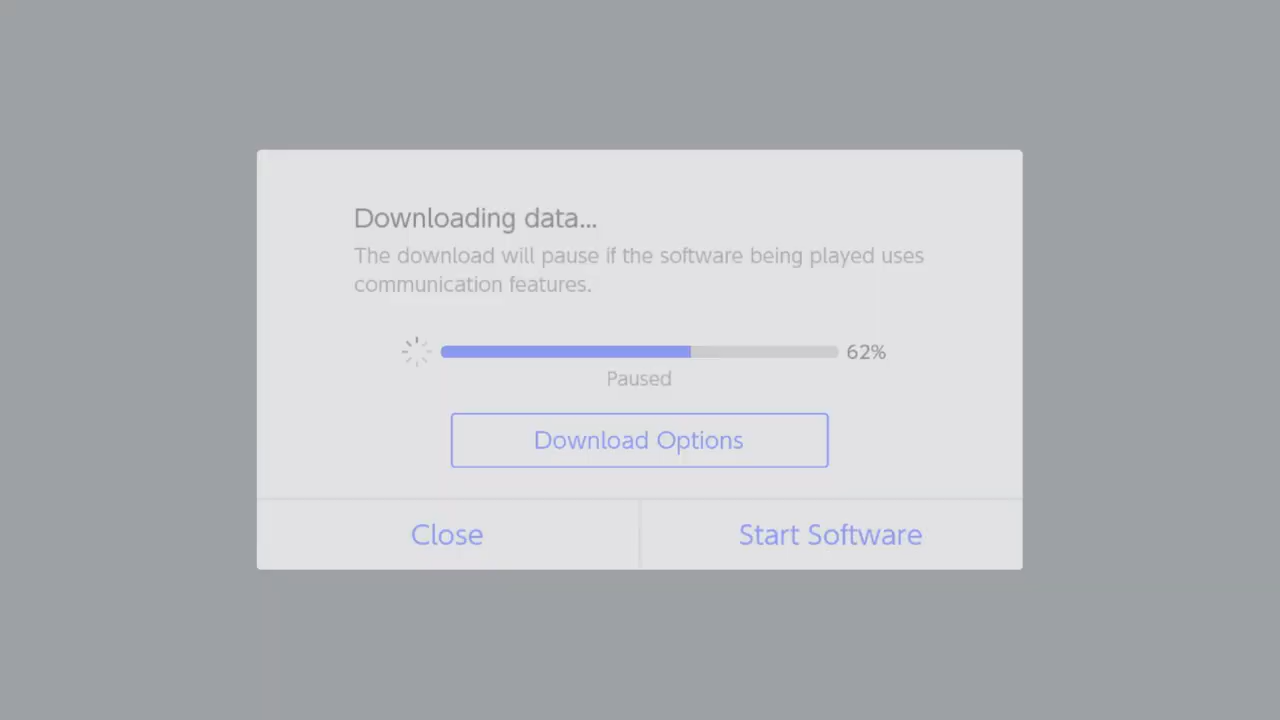 Downloading data...
The download will pause if the software being played uses
communication features.
62%
Paused
Download Options
Close
Start Software